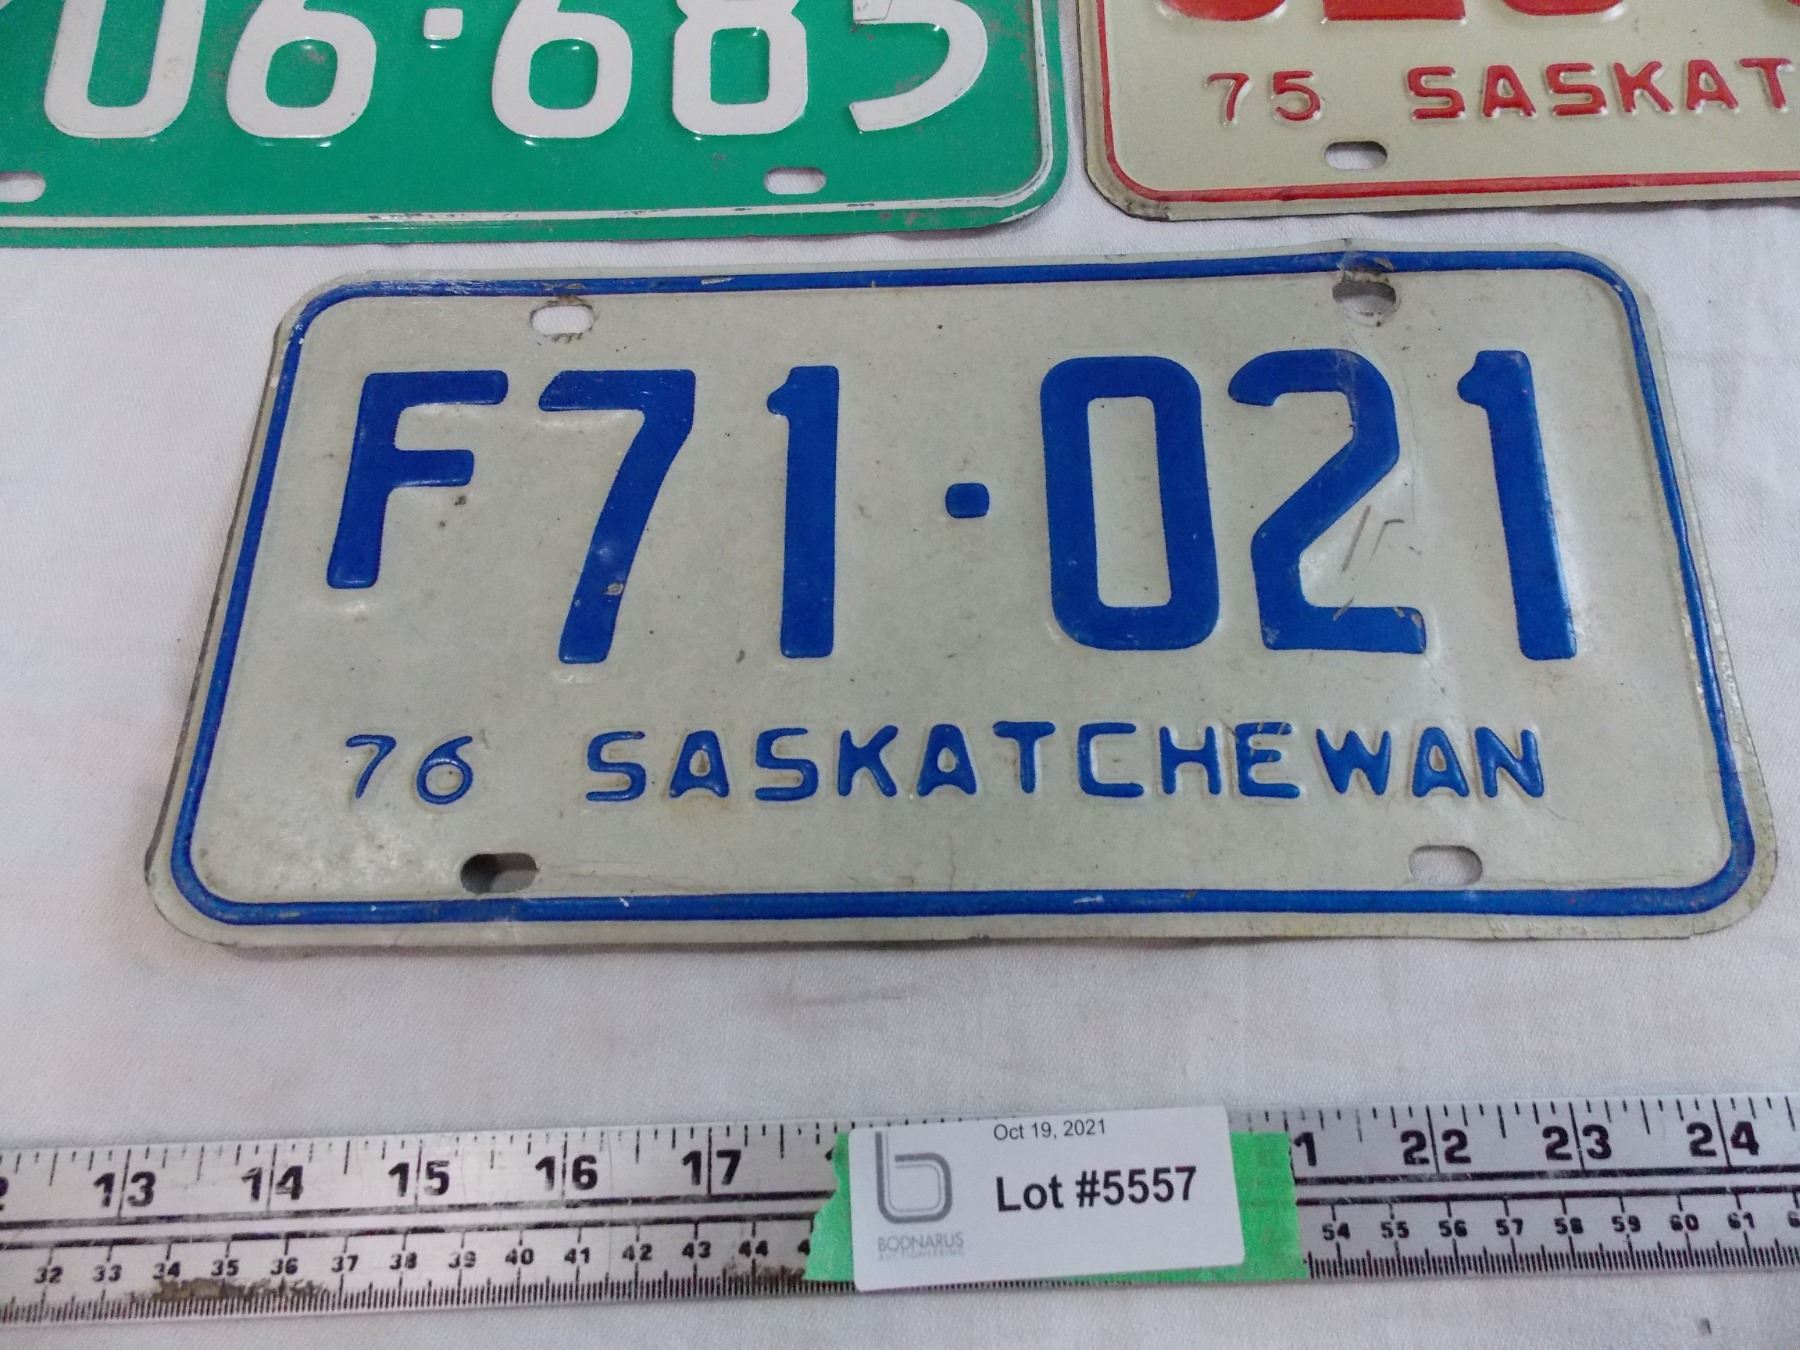 06·685
75 SASKAT
F71·021
76 SASKATCHEWAN
Oct 19, 2021
Lot #5557
BODNARUS
AUCTIONEERING
13 14 15 16 17 22 23 24
32 33 34 35 36 37 38 39 40 41 42 43 44 54 55 56 57 58 59 60 61